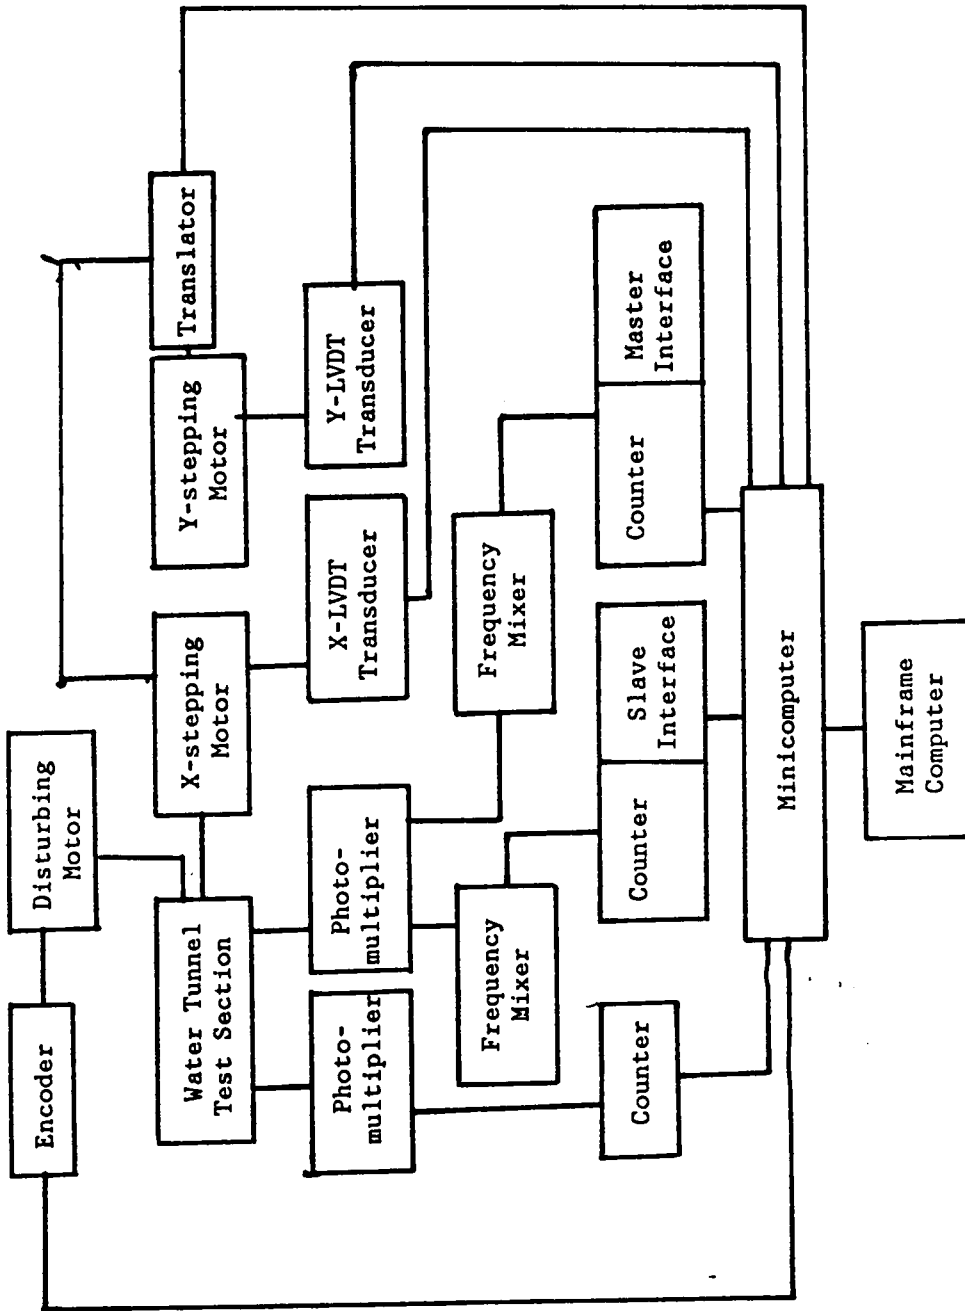 Encoder
Disturbing
Motor
Water Tunnel
Test Section
X-stepping
Motor
Y-stepping
Motor
Translator
Photo-
multiplier
Photo-
multiplier
X-LVDT
Transducer
Y-LVDT
Transducer
Frequency
Mixer
Frequency
Mixer
Counter
Counter
Slave
Interface
Counter
Master
Interface
Minicomputer
Mainframe
Computer